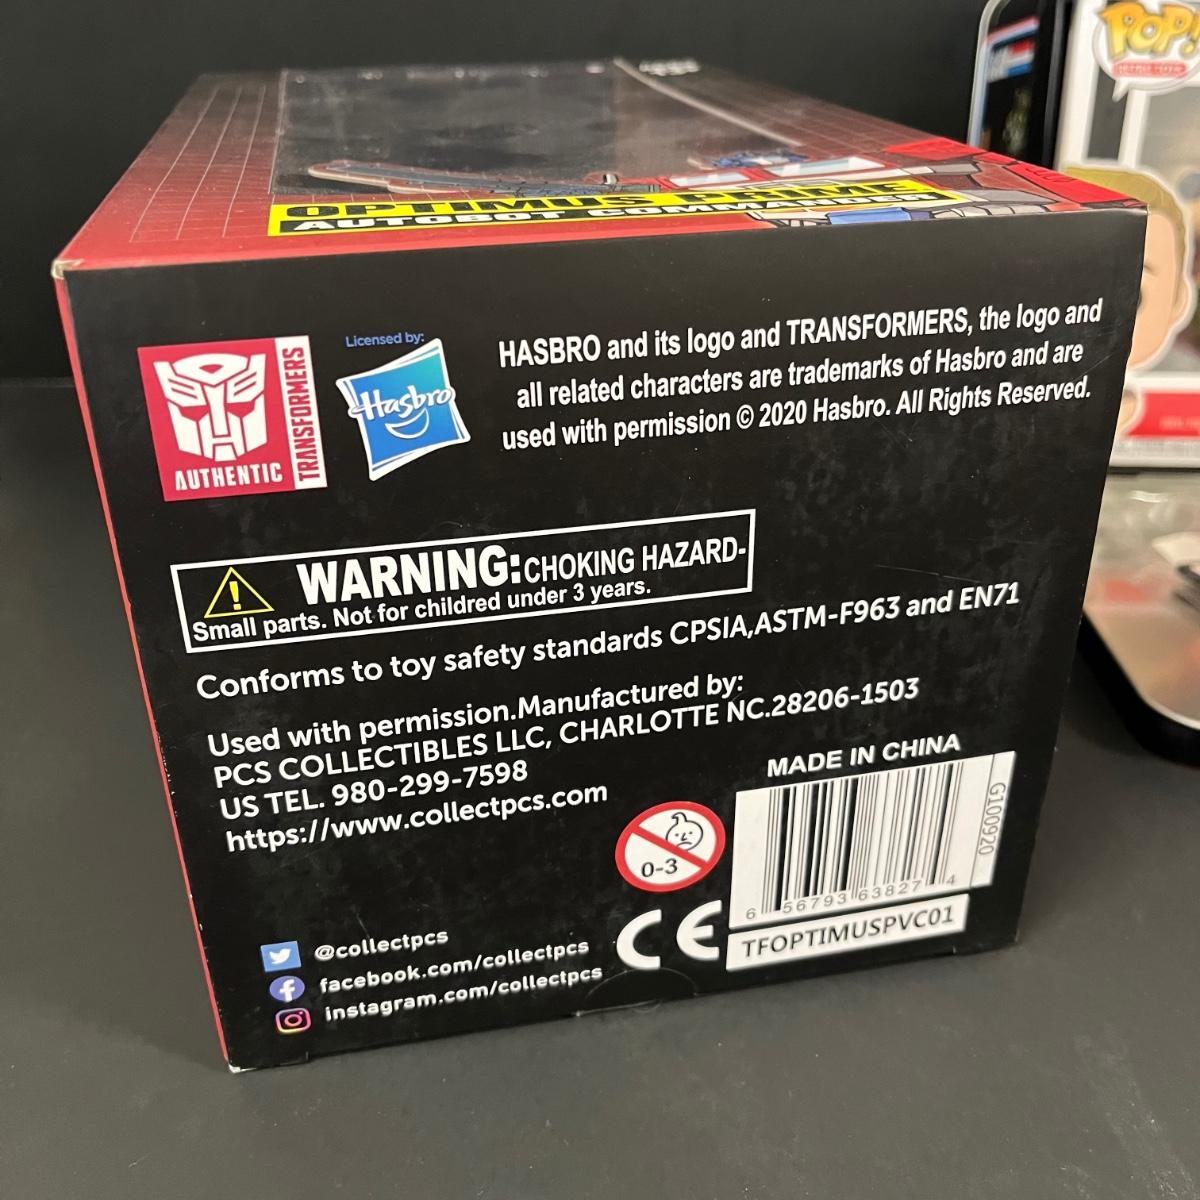 POP!
OPTIMUS PRIME
AUTOBOT COMMANDER
AUTHENTIC
TRANSFORMERS
Licensed by:
Hasbro
HASBRO and its logo and TRANSFORMERS, the logo and
all related characters are trademarks of Hasbro and are
used with permission © 2020 Hasbro. All Rights Reserved.
WARNING: CHOKING HAZARD-
Small parts. Not for childred under 3 years.
Conforms to toy safety standards CPSIA,ASTM-F963 and EN71
Used with permission.Manufactured by:
PCS COLLECTIBLES LLC, CHARLOTTE NC.28206-1503
US TEL. 980-299-7598
https://www.collectpcs.com
MADE IN CHINA
G100920
0-3
6 56793 63827 4
CE
TFOPTIMUSPVC01
@collectpcs
facebook.com/collectpcs
instagram.com/collectpcs